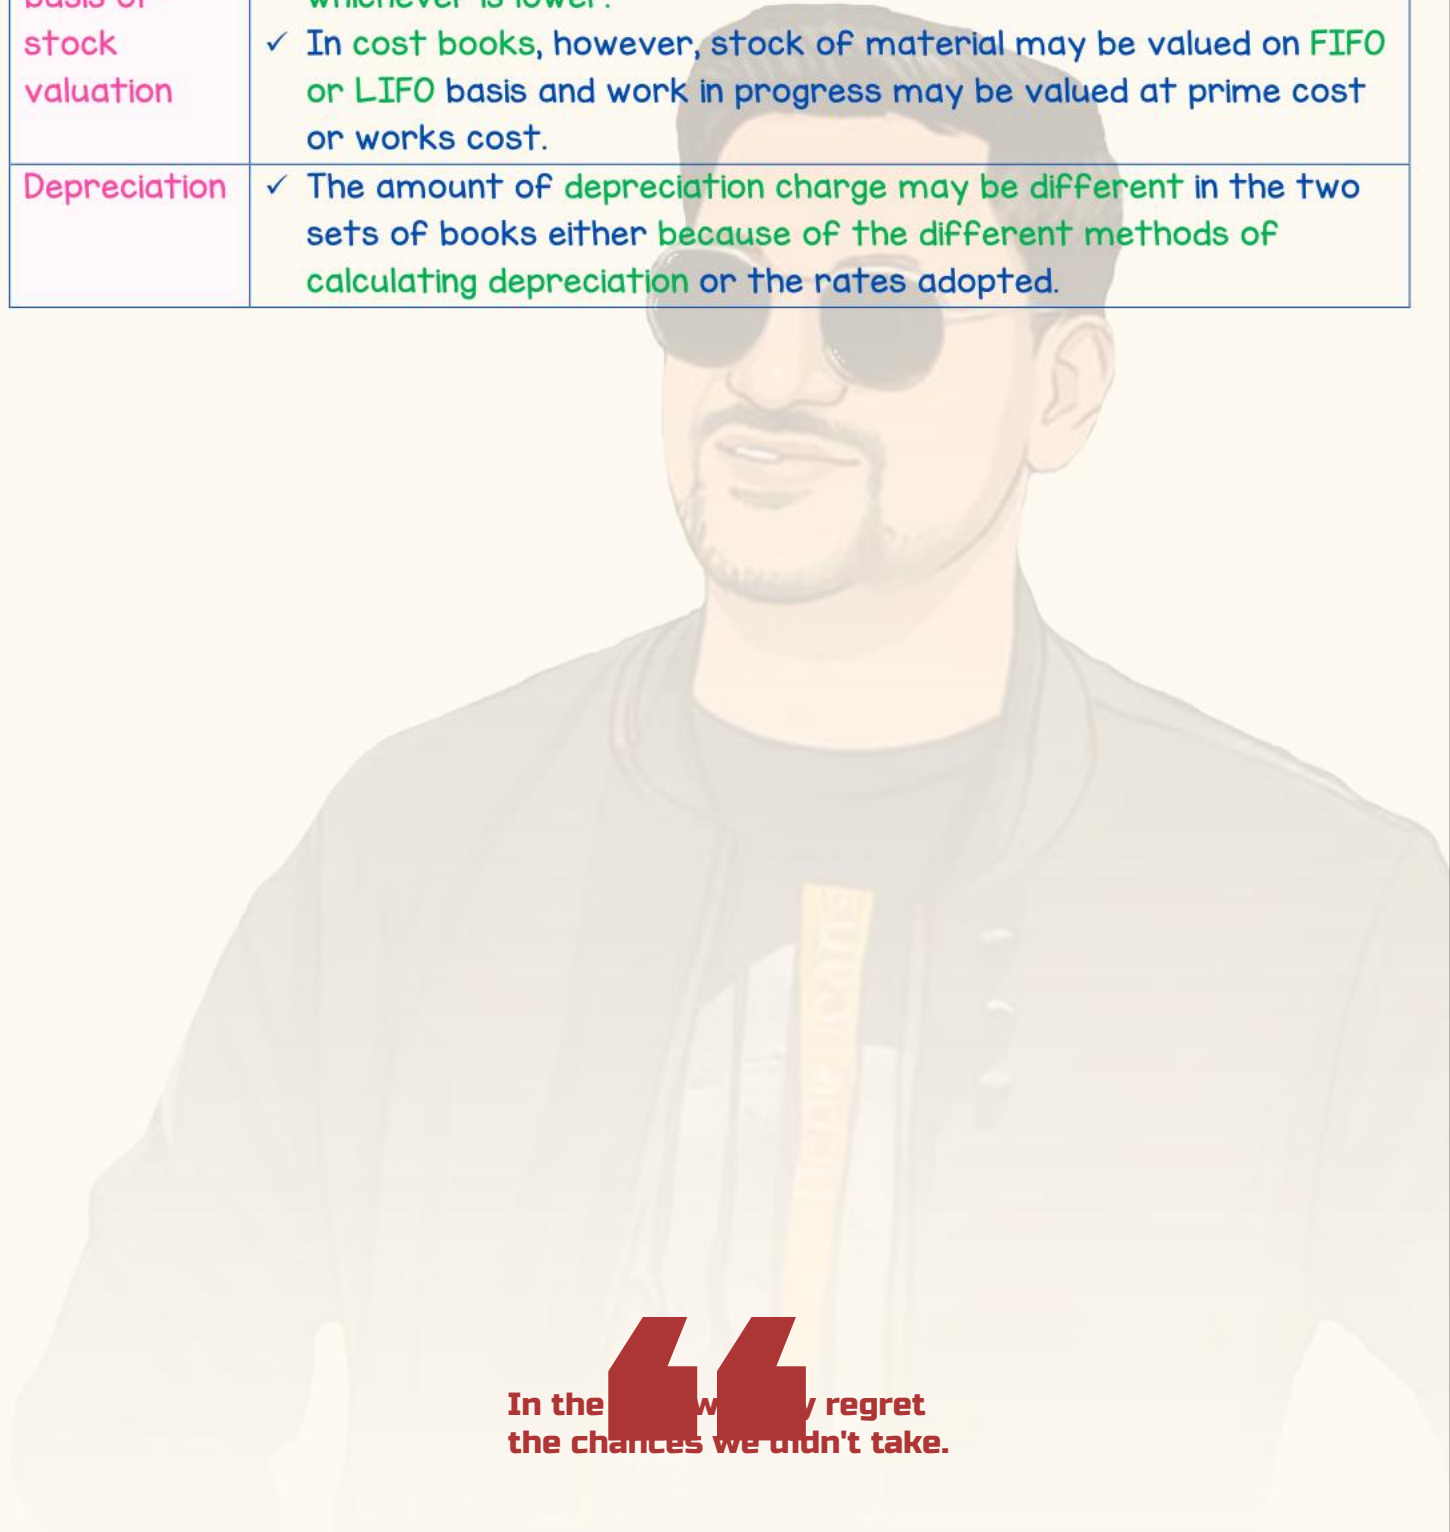 stock
valuation
✓ In cost books, however, stock of material may be valued on FIFO
or LIFO basis and work in progress may be valued at prime cost
or works cost.
Depreciation
✓ The amount of depreciation charge may be different in the two
sets of books either because of the different methods of
calculating depreciation or the rates adopted.
In the regret
the chances we didn't take.